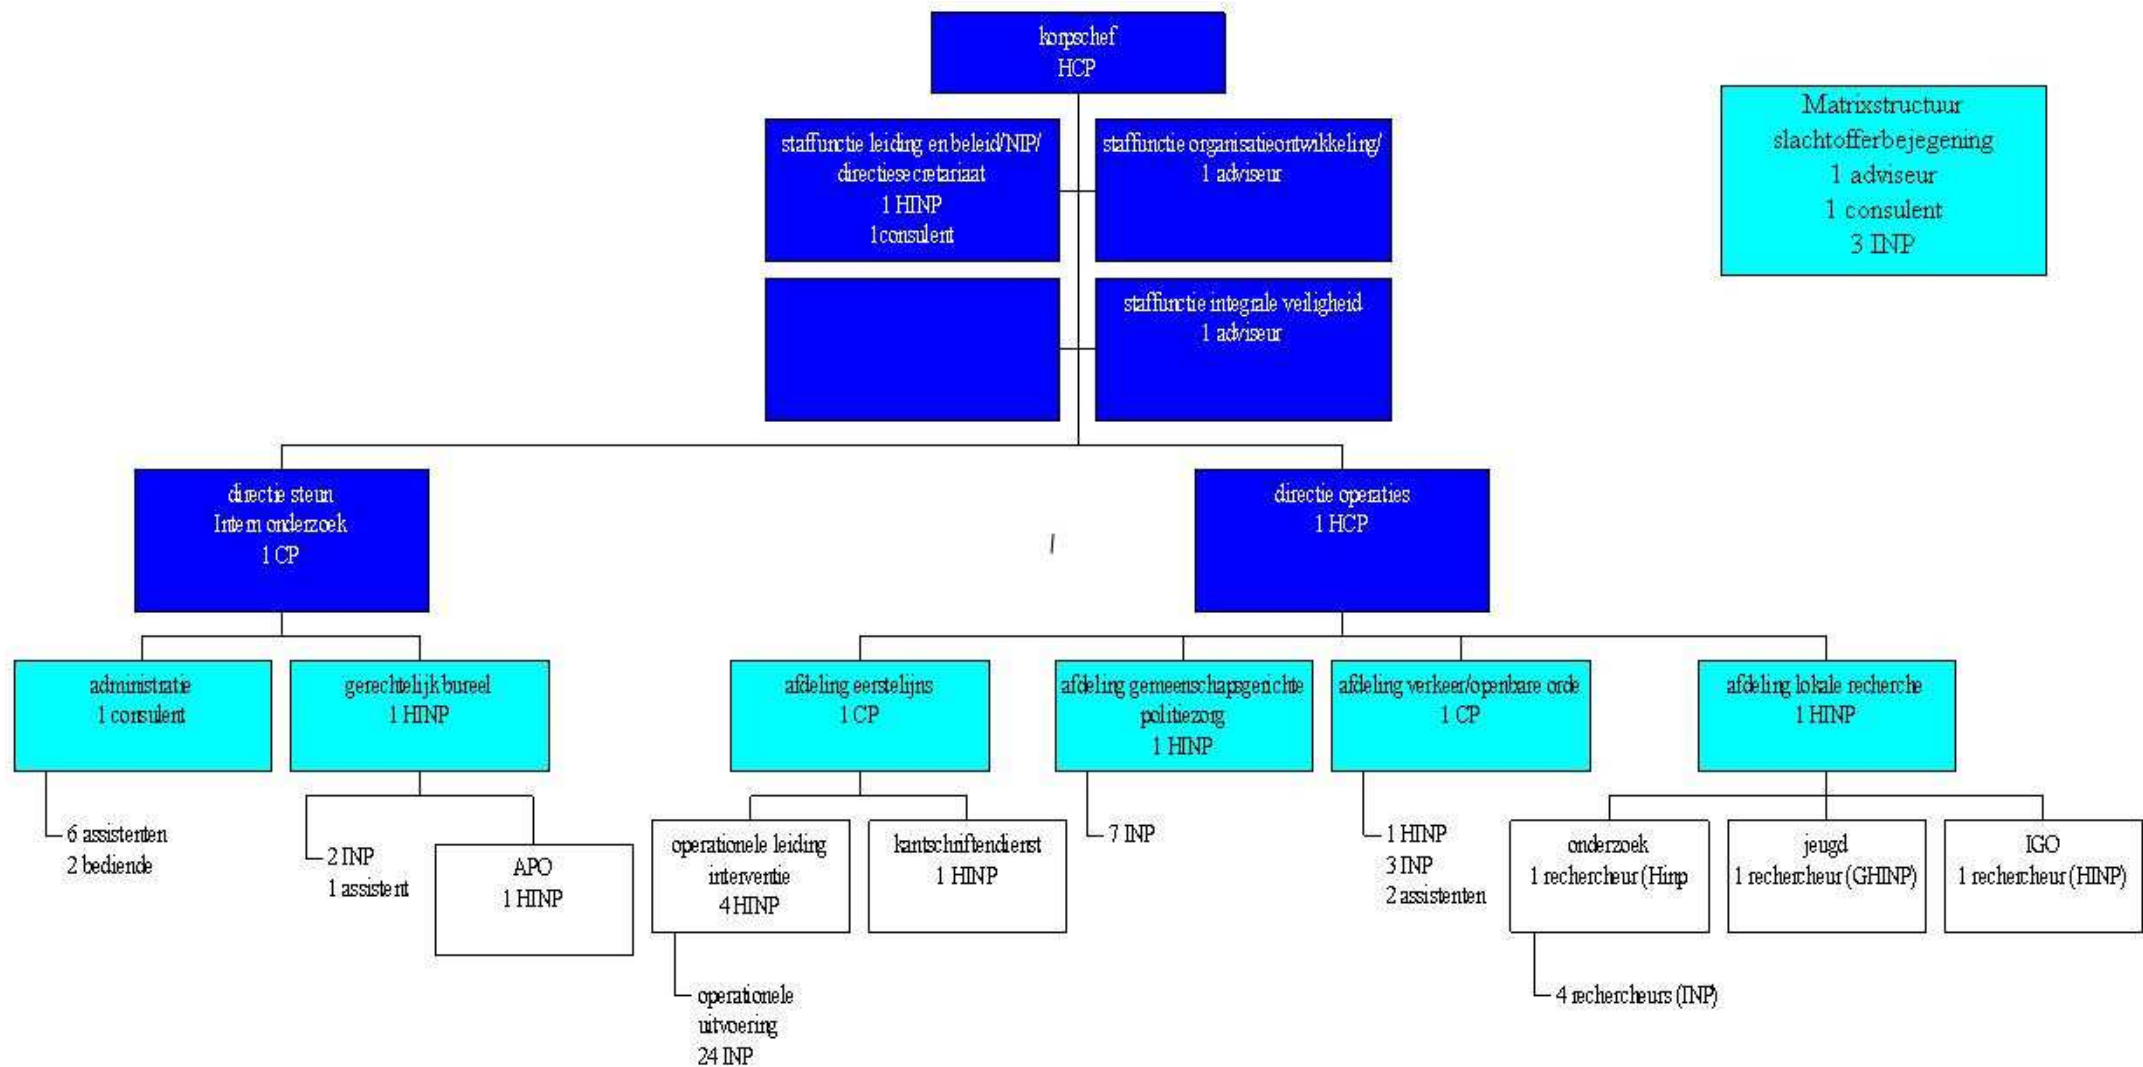 korpschef
HCP
Matrixstructuur
slachtofferbejegening
1 adviseur
1 consulent
3 INP
staffunctie leiding en beleid/NIP/
directiesecretariaat
1 HINP
1consulent
staffunctie organisatieontwikkeling/
1 adviseur
staffunctie integrale veiligheid
1 adviseur
directie steun
Intern onderzoek
1 CP
directie operaties
1 HCP
/
administratie
1 consulent
gerechtelijk bureel
1 HINP
afdeling eerstelijns
1 CP
afdeling gemeenschapsgerichte
politiezorg
1 HINP
afdeling verkeer/openbare orde
1 CP
afdeling lokale recherche
1 HINP
6 assistenten
2 bediende
2 INP
1 assistent
APO
1 HINP
operationele leiding
interventie
4 HINP
kantschriftendienst
1 HINP
7 INP
1 HINP
3 INP
2 assistenten
onderzoek
1 rechercheur (Hinp
jeugd
1 rechercheur (GHINP)
IGO
1 rechercheur (HINP)
operationele
uitvoering
24 INP
4 rechercheurs (INP)